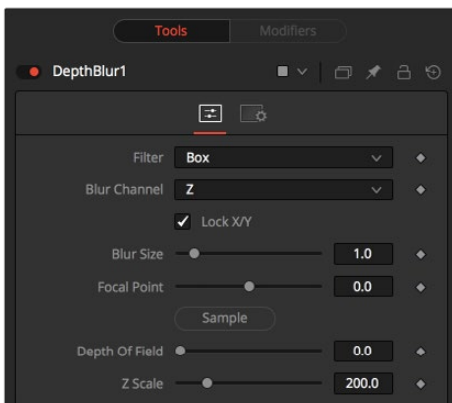 Tools Modifiers
DepthBlur1
Filter Box
Blur Channel Z
Lock X/Y
Blur Size 1.0
Focal Point 0.0
Sample
Depth Of Field 0.0
Z Scale 200.0